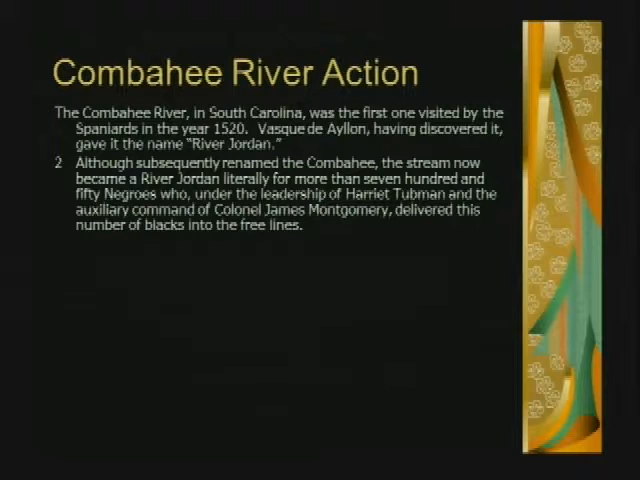 Combahee River Action
The Combahee River, in South Carolina, was the first one visited by the
Spaniards in the year 1520. Vasque de Ayllon, having discovered it,
gave it the name “River Jordan.”
2 Although subsequently renamed the Combahee, the stream now
became a River Jordan literally for more than seven hundred and
fifty Negroes who, under the leadership of Harriet Tubman and the
auxiliary command of Colonel James Montgomery, delivered this
number of blacks into the free lines.